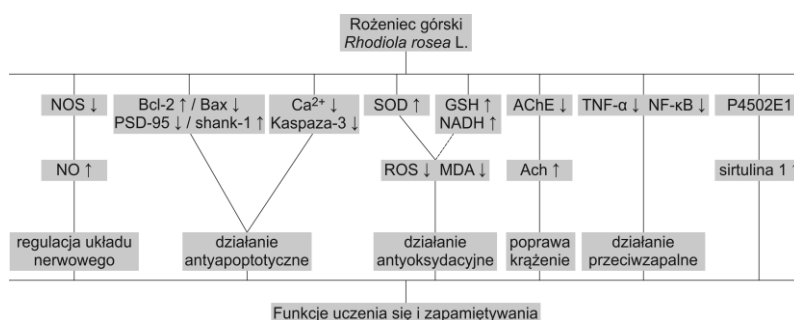 Rożeniec górski
Rhodiola rosea L.
NOS ↓
Bcl-2 ↑ / Bax ↓
PSD-95 ↓ / shank-1 ↑
Ca²⁺ ↓
Kaspaza-3 ↓
SOD ↑
GSH ↑
NADH ↑
AChE ↓
TNF-α ↓ NF-κB ↓
P4502E1
NO ↑
ROS ↓ MDA ↓
Ach ↑
sirtulina 1
regulacja układu
nerwowego
działanie
antyapoptotyczne
działanie
antyoksydacyjne
poprawa
krążenie
działanie
przeciwzapalne
Funkcje uczenia się i zapamiętywania